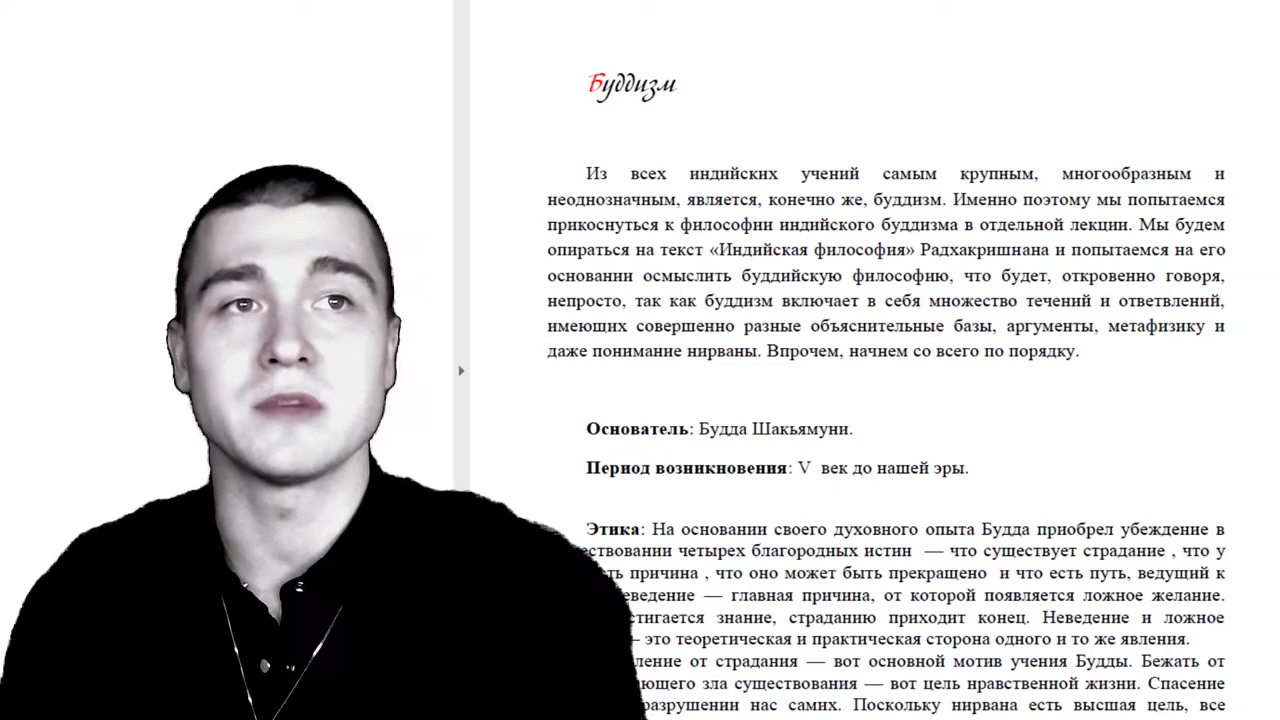 Буддизм
Из всех индийских учений самым крупным, многообразным и
неоднозначным, является, конечно же, буддизм. Именно поэтому мы попытаемся
прикоснуться к философии индийского буддизма в отдельной лекции. Мы будем
опираться на текст «Индийская философия» Радхакришнана и попытаемся на его
основании осмыслить буддийскую философию, что будет, откровенно говоря,
непросто, так как буддизм включает в себя множество течений и ответвлений,
имеющих совершенно разные объяснительные базы, аргументы, метафизику и
даже понимание нирваны. Впрочем, начнем со всего по порядку.
Основатель: Будда Шакьямуни.
Период возникновения: V век до нашей эры.
Этика: На основании своего духовного опыта Будда приобрел убеждение в
четырех благородных истин — что существует страдание , что у
причина , что оно может быть прекращено и что есть путь, ведущий к
— главная причина, от которой появляется ложное желание.
знание, страданию приходит конец. Неведение и ложное
— это теоретическая и практическая сторона одного и то же явления.
от страдания — вот основной мотив учения Будды. Бежать от
зла существования — вот цель нравственной жизни. Спасение
нас самих. Поскольку нирвана есть высшая цель, все